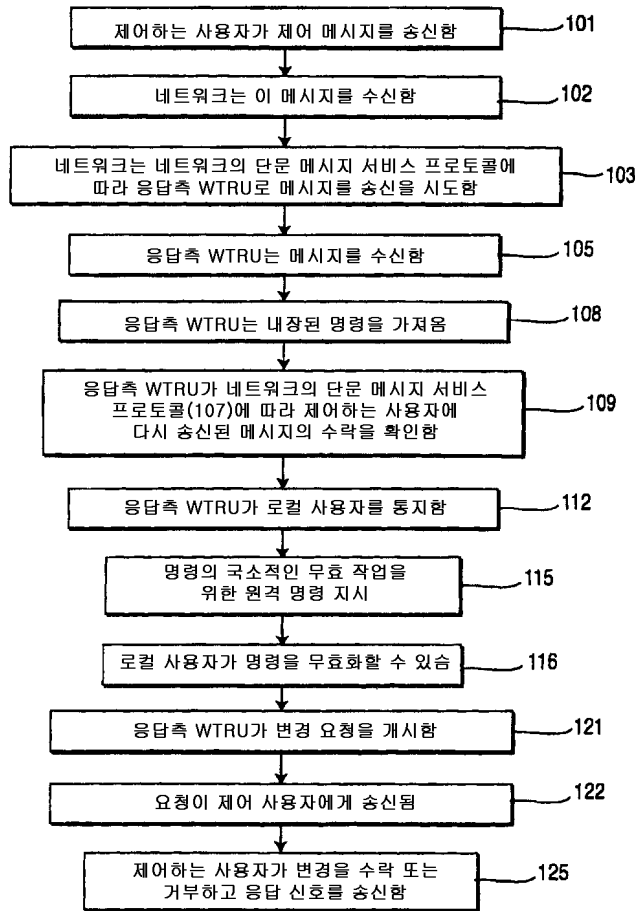 제어하는 사용자가 제어 메시지를 송신함
101
네트워크는 이 메시지를 수신함
102
네트워크는 네트워크의 단문 메시지 서비스 프로토콜에
따라 응답측 WTRU로 메시지를 송신을 시도함
103
응답측 WTRU는 메시지를 수신함
105
응답측 WTRU는 내장된 명령을 가져옴
108
응답측 WTRU가 네트워크의 단문 메시지 서비스
프로토콜(107)에 따라 제어하는 사용자에
다시 송신된 메시지의 수락을 확인함
109
응답측 WTRU가 로컬 사용자를 통지함
112
명령의 국소적인 무효 작업을
위한 원격 명령 지시
115
로컬 사용자가 명령을 무효화할 수 있슴
116
응답측 WTRU가 변경 요청을 개시함
121
요청이 제어 사용자에게 송신됨
122
제어하는 사용자가 변경을 수락 또는
거부하고 응답 신호를 송신함
125